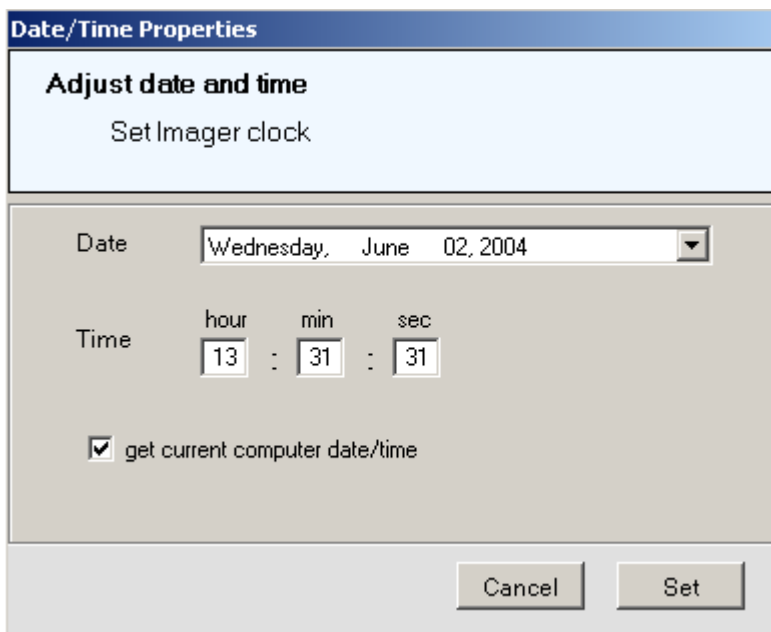 Date/Time Properties
Adjust date and time
Set Imager clock
Date Wednesday, June 02, 2004
hour min sec
Time 13 : 31 : 31
get current computer date/time
Cancel Set